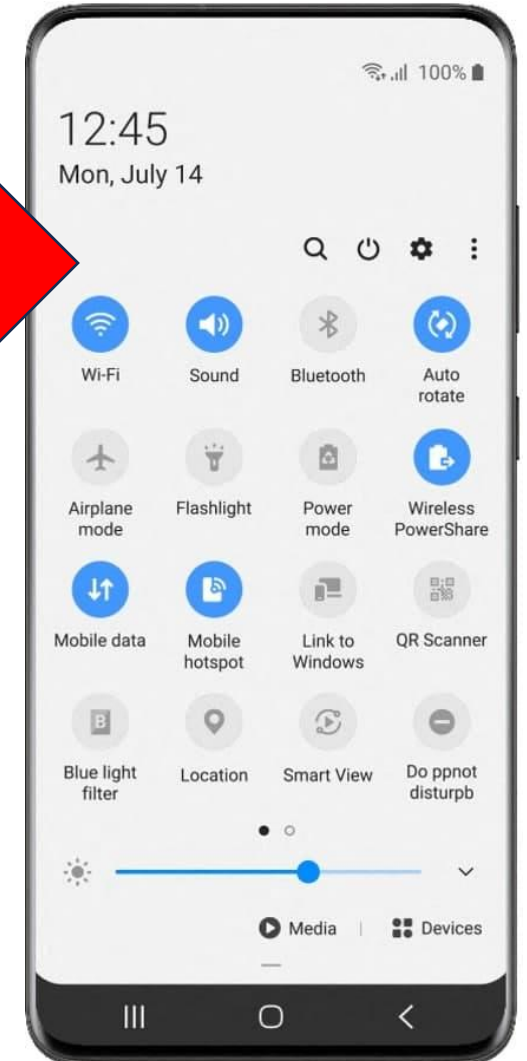 100%
12:45
Mon, July 14
Wi-Fi Sound Bluetooth Auto rotate
Airplane mode Flashlight Power mode Wireless PowerShare
Mobile data Mobile hotspot Link to Windows QR Scanner
B
Blue light filter Location Smart View Do ppnot disturpb
Media | Devices